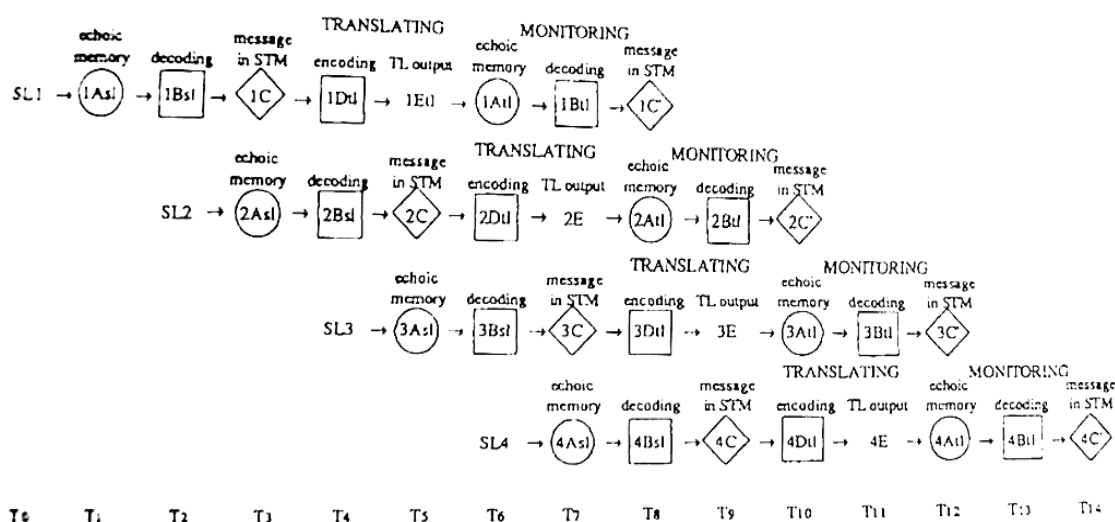 TRANSLATING MONITORING
echoic message echoic message
memory decoding in STM encoding TL output memory decoding in STM
SL1 → 1Asl → 1Bsl → 1C → 1Dtl → 1Etl → 1Atl → 1Btl → 1C'
TRANSLATING MONITORING
echoic message echoic message
memory decoding in STM encoding TL output memory decoding in STM
SL2 → 2Asl → 2Bsl → 2C → 2Dtl → 2E → 2Atl → 2Btl → 2C'
TRANSLATING MONITORING
echoic message echoic message
memory decoding in STM encoding TL output memory decoding in STM
SL3 → 3Asl → 3Bsl → 3C → 3Dtl → 3E → 3Atl → 3Btl → 3C'
TRANSLATING MONITORING
echoic message echoic message
memory decoding in STM encoding TL output memory decoding in STM
SL4 → 4Asl → 4Bsl → 4C → 4Dtl → 4E → 4Atl → 4Btl → 4C'
T0 T1 T2 T3 T4 T5 T6 T7 T8 T9 T10 T11 T12 T13 T14